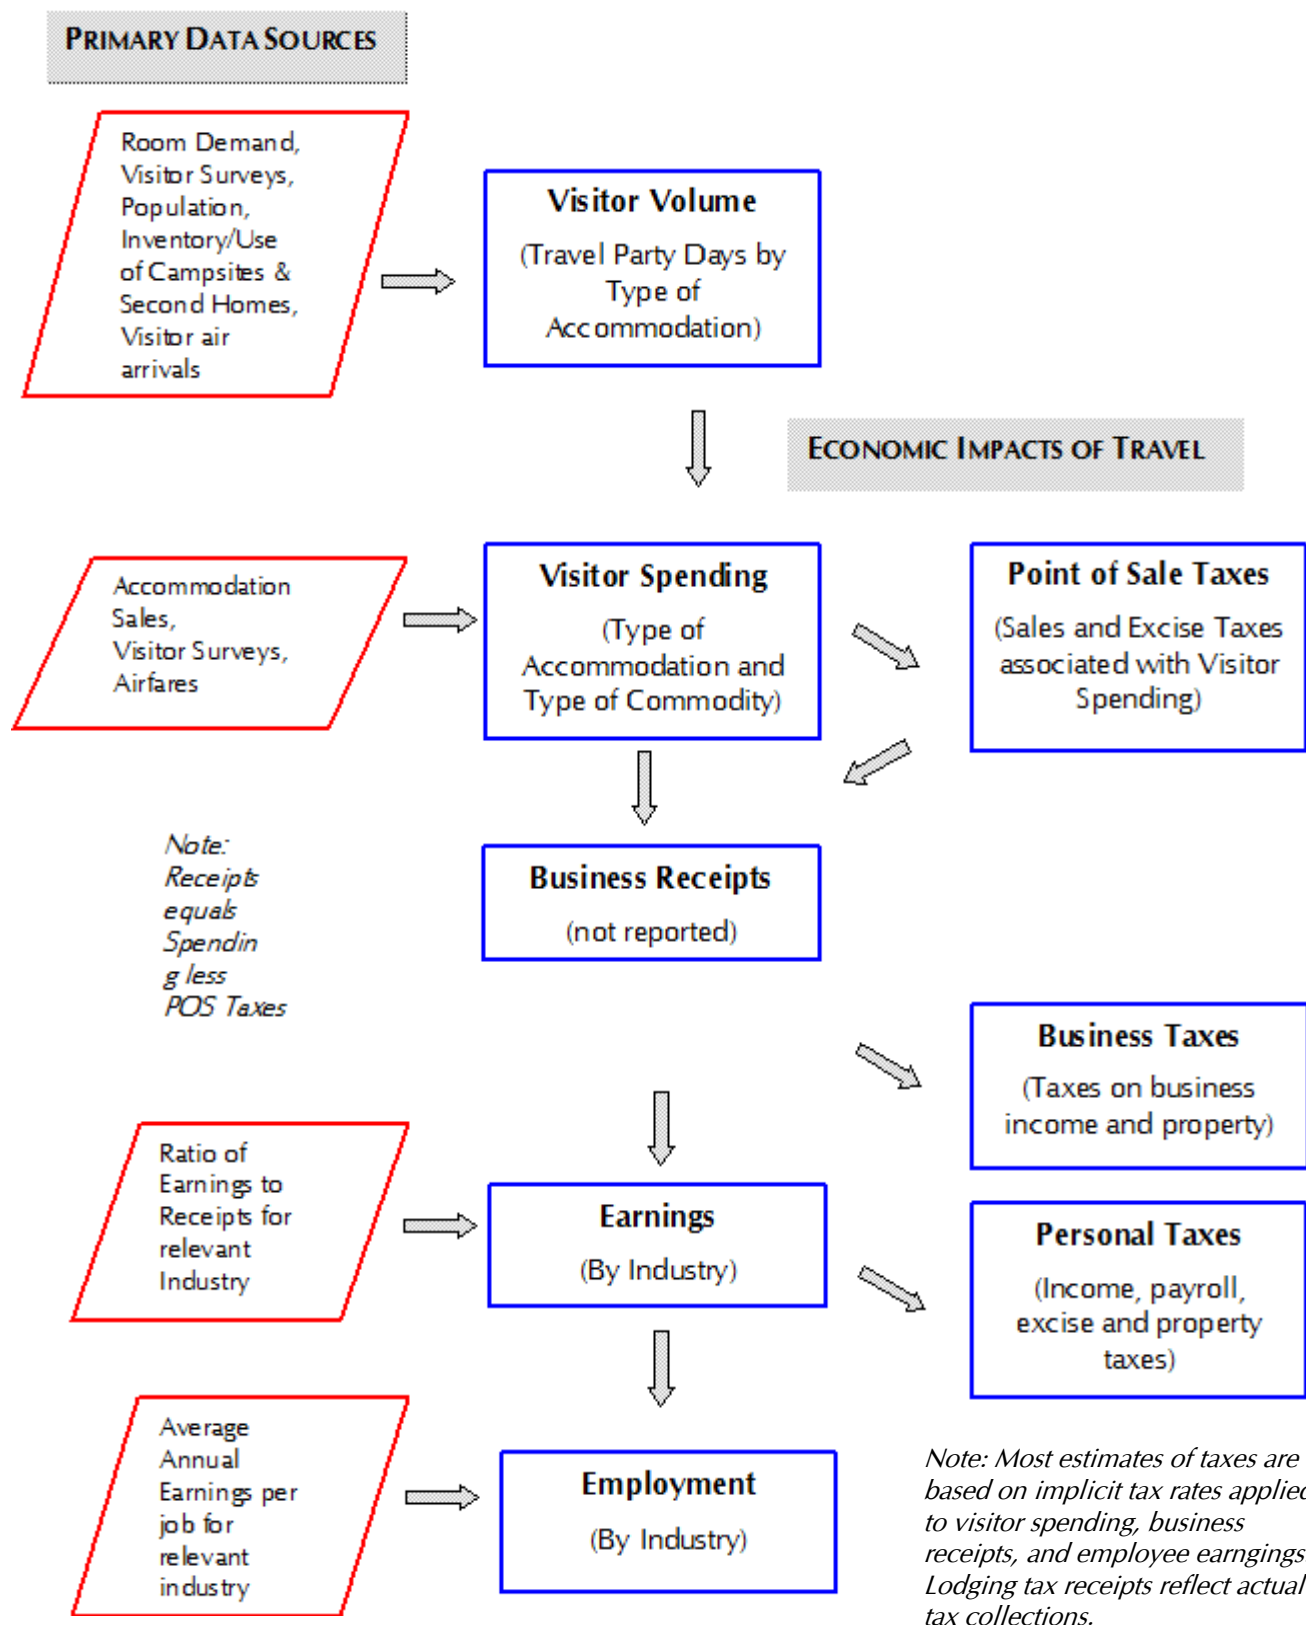 PRIMARY DATA SOURCES
Room Demand,
Visitor Surveys,
Population,
Inventory/Use
of Campsites &
Second Homes,
Visitor air
arrivals
Visitor Volume
(Travel Party Days by
Type of
Accommodation)
ECONOMIC IMPACTS OF TRAVEL
Accommodation
Sales,
Visitor Surveys,
Airfares
Visitor Spending
(Type of
Accommodation and
Type of Commodity)
Point of Sale Taxes
(Sales and Excise Taxes
associated with Visitor
Spending)
Note:
Receipts
equals
Spendin
g less
POS Taxes
Business Receipts
(not reported)
Business Taxes
(Taxes on business
income and property)
Ratio of
Earnings to
Receipts for
relevant
Industry
Earnings
(By Industry)
Personal Taxes
(Income, payroll,
excise and property
taxes)
Average
Annual
Earnings per
job for
relevant
industry
Employment
(By Industry)
Note: Most estimates of taxes are
based on implicit tax rates applied
to visitor spending, business
receipts, and employee earngings
Lodging tax receipts reflect actual
tax collections.